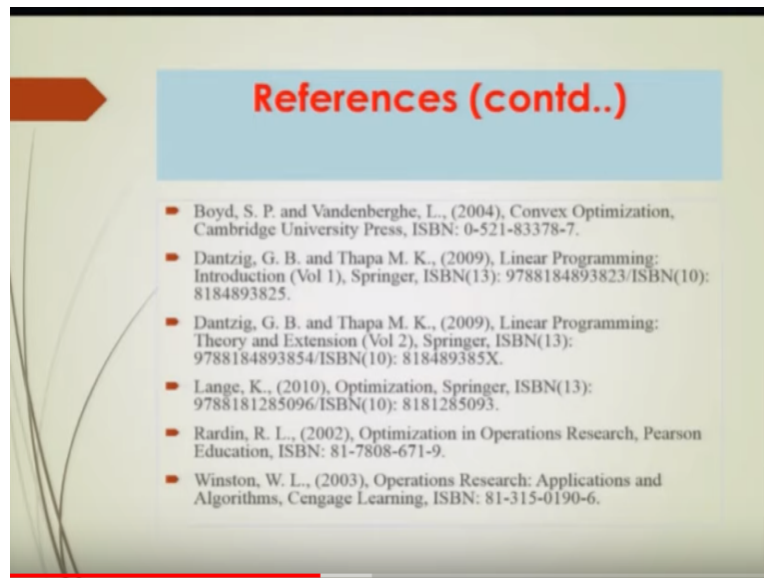 References (contd..)
Boyd, S. P. and Vandenberghe, L., (2004), Convex Optimization,
Cambridge University Press, ISBN: 0-521-83378-7.
Dantzig, G. B. and Thapa M. K., (2009), Linear Programming:
Introduction (Vol 1), Springer, ISBN(13): 9788184893823/ISBN(10):
8184893825.
Dantzig, G. B. and Thapa M. K., (2009), Linear Programming:
Theory and Extension (Vol 2), Springer, ISBN(13):
9788184893854/ISBN(10): 818489385X.
Lange, K., (2010), Optimization, Springer, ISBN(13):
9788181285096/ISBN(10): 8181285093.
Rardin, R. L., (2002), Optimization in Operations Research, Pearson
Education, ISBN: 81-7808-671-9.
Winston, W. L., (2003), Operations Research: Applications and
Algorithms, Cengage Learning, ISBN: 81-315-0190-6.